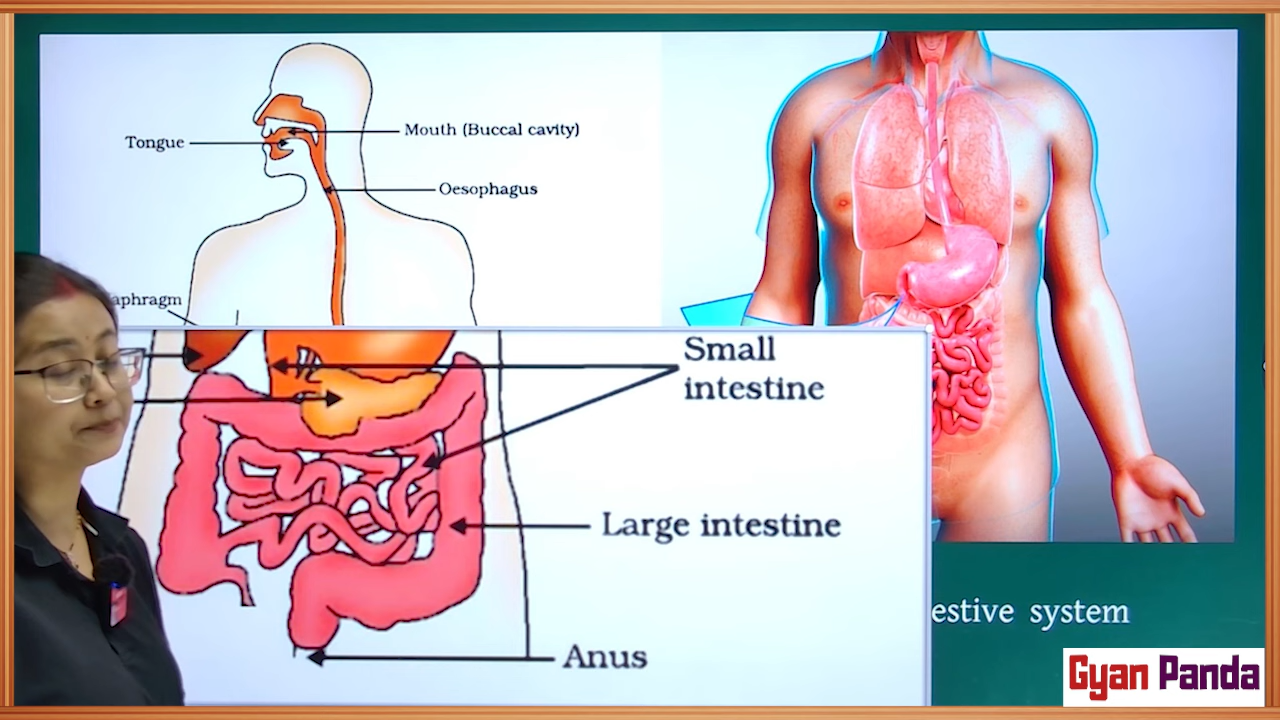 Mouth (Buccal cavity)
Tongue
Oesophagus
aphragm
Small
intestine
Large intestine
Anus
estive system
Gyan Panda